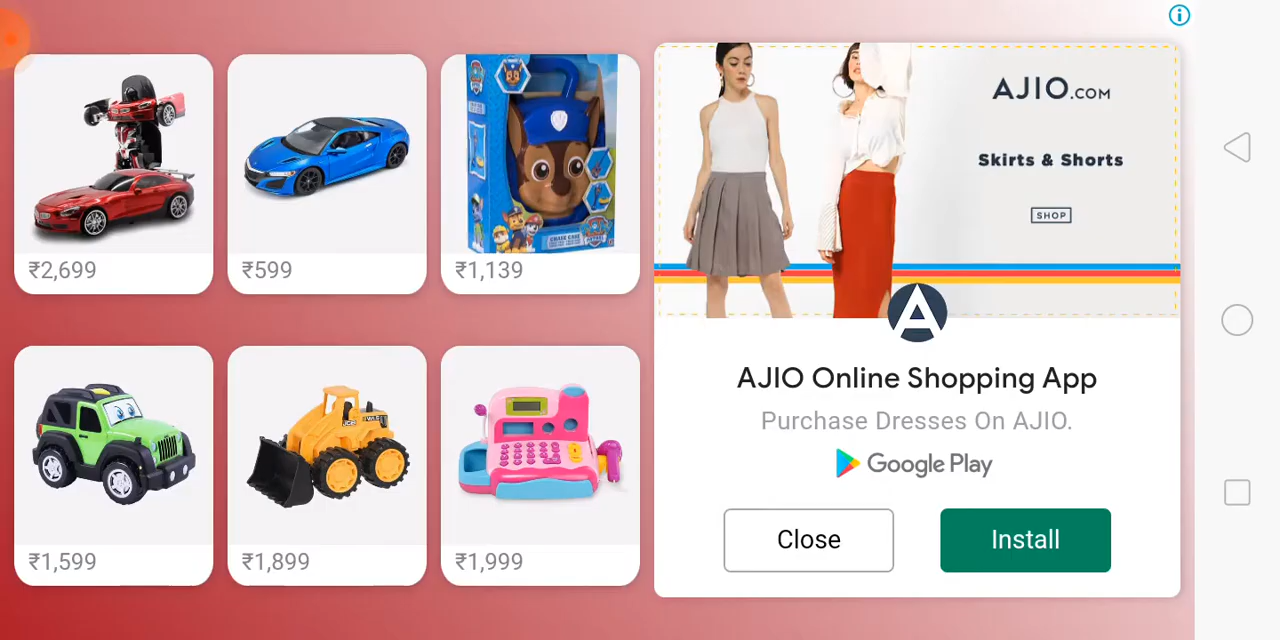 ₹2,699
₹599
₹1,139
₹1,599
₹1,899
₹1,999
AJIO.COM
Skirts & Shorts
SHOP
AJIO Online Shopping App
Purchase Dresses On AJIO.
Google Play
Close
Install